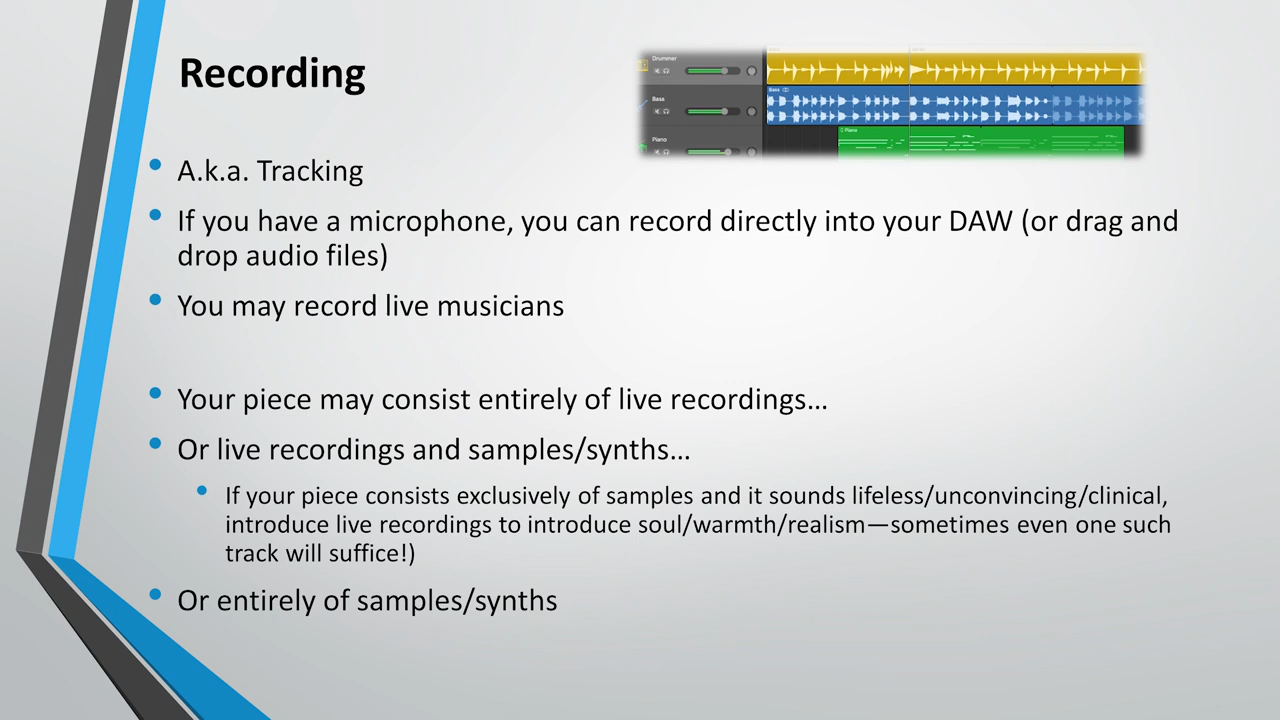 Recording
Drummer
Bass
Bass
Piano
Piano
A.k.a. Tracking
If you have a microphone, you can record directly into your DAW (or drag and
drop audio files)
You may record live musicians
Your piece may consist entirely of live recordings…
Or live recordings and samples/synths…
If your piece consists exclusively of samples and it sounds lifeless/unconvincing/clinical,
introduce live recordings to introduce soul/warmth/realism—sometimes even one such
track will suffice!)
Or entirely of samples/synths